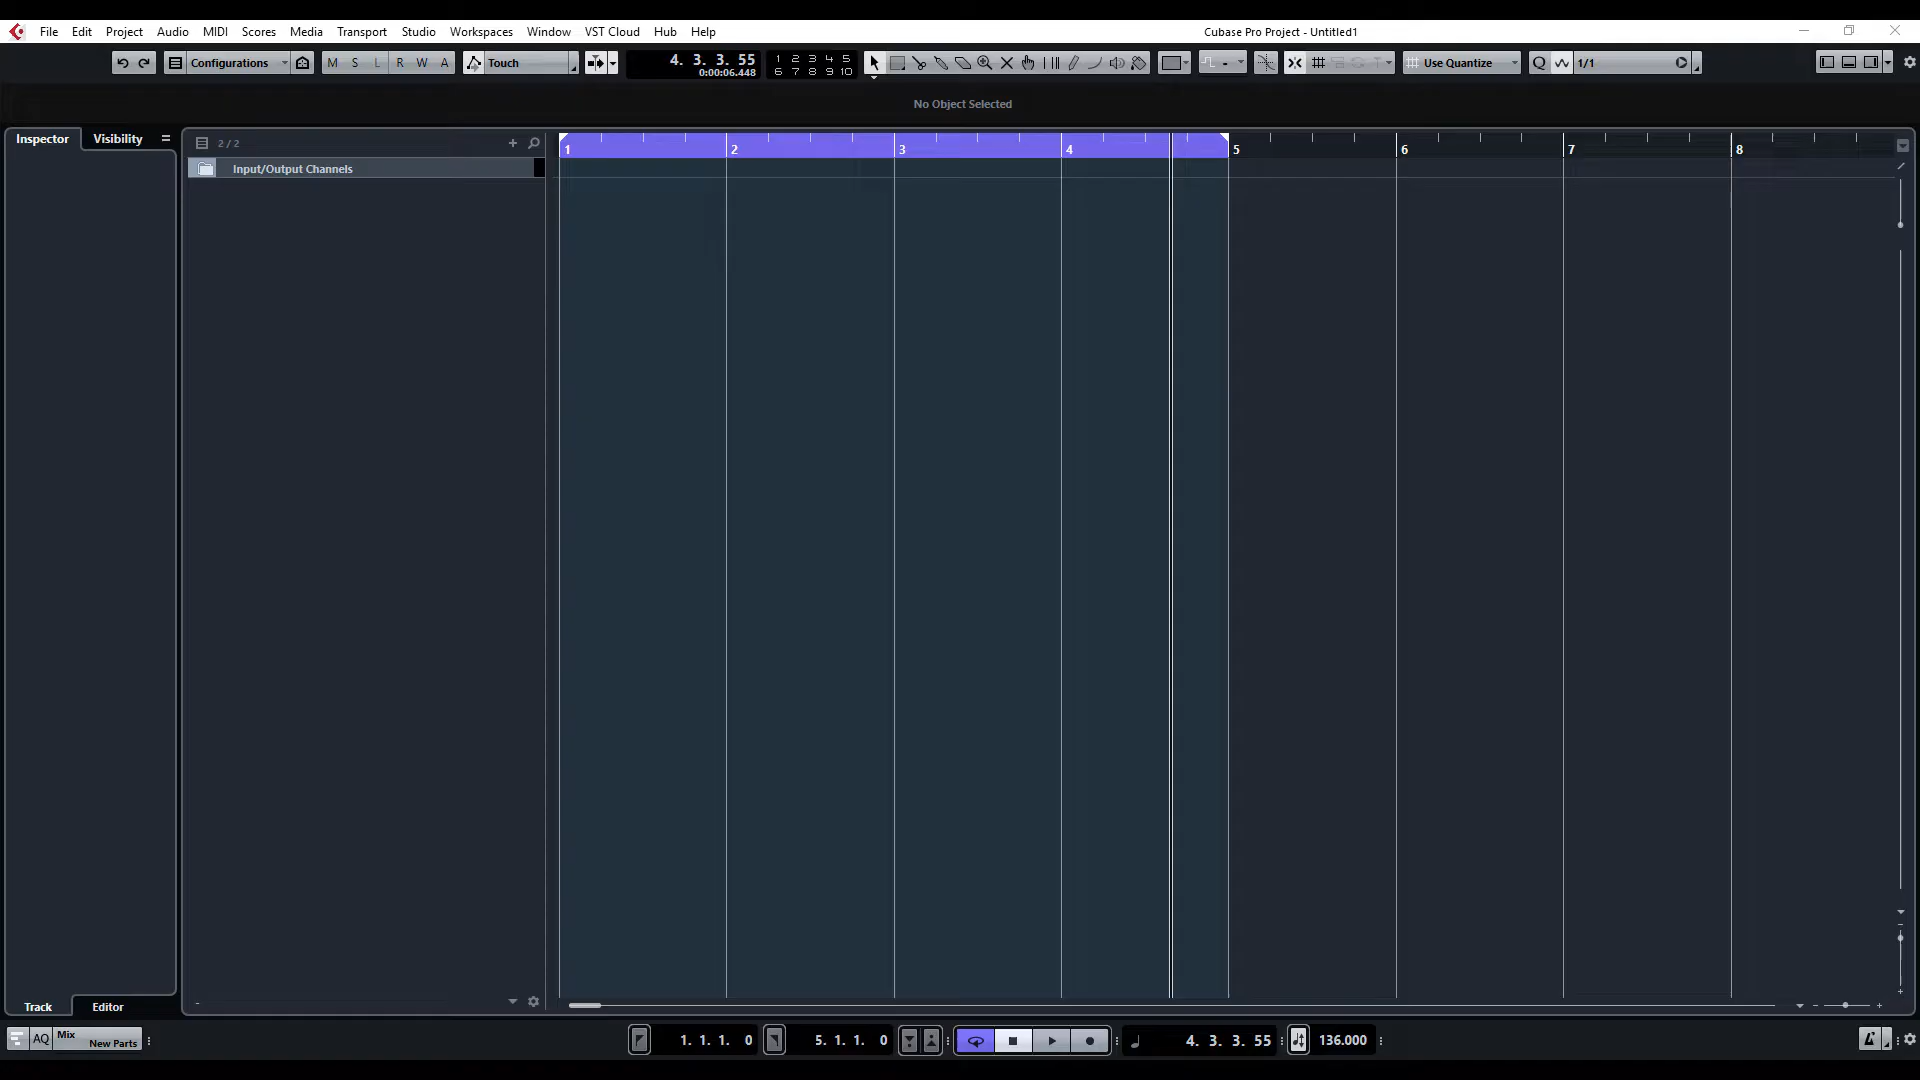 File Edit Project Audio MIDI Scores Media Transport Studio Workspaces Window VST Cloud Hub Help
Cubase Pro Project - Untitled1
Configurations
M S L R W A
Touch
4. 3. 3. 55
0:00:06.448
1 2 3 4 5
6 7 8 9 10
Use Quantize
Q
1/1
No Object Selected
Inspector
Visibility
2 / 2
1 2 3 4 5 6 7 8
Input/Output Channels
Track
Editor
AQ
Mix
New Parts
1. 1. 1. 0
5. 1. 1. 0
4. 3. 3. 55
136.000